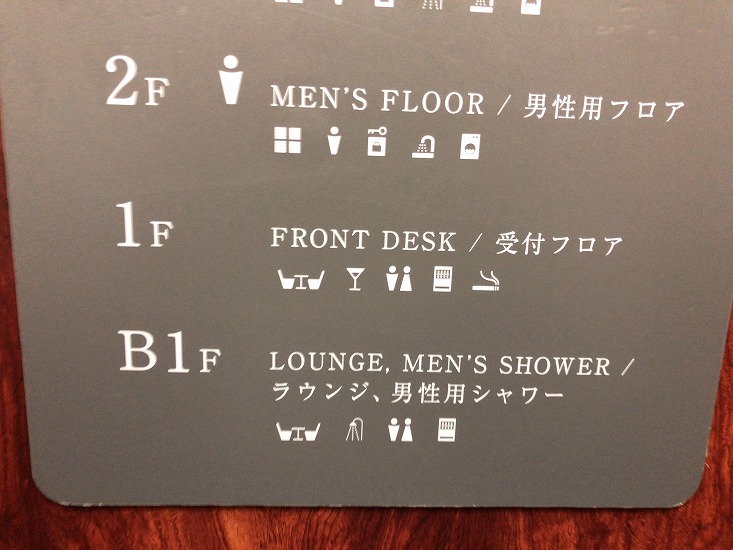 2F MEN'S FLOOR / 男性用フロア
1F FRONT DESK / 受付フロア
B1F LOUNGE, MEN'S SHOWER /
ラウンジ、男性用シャワー